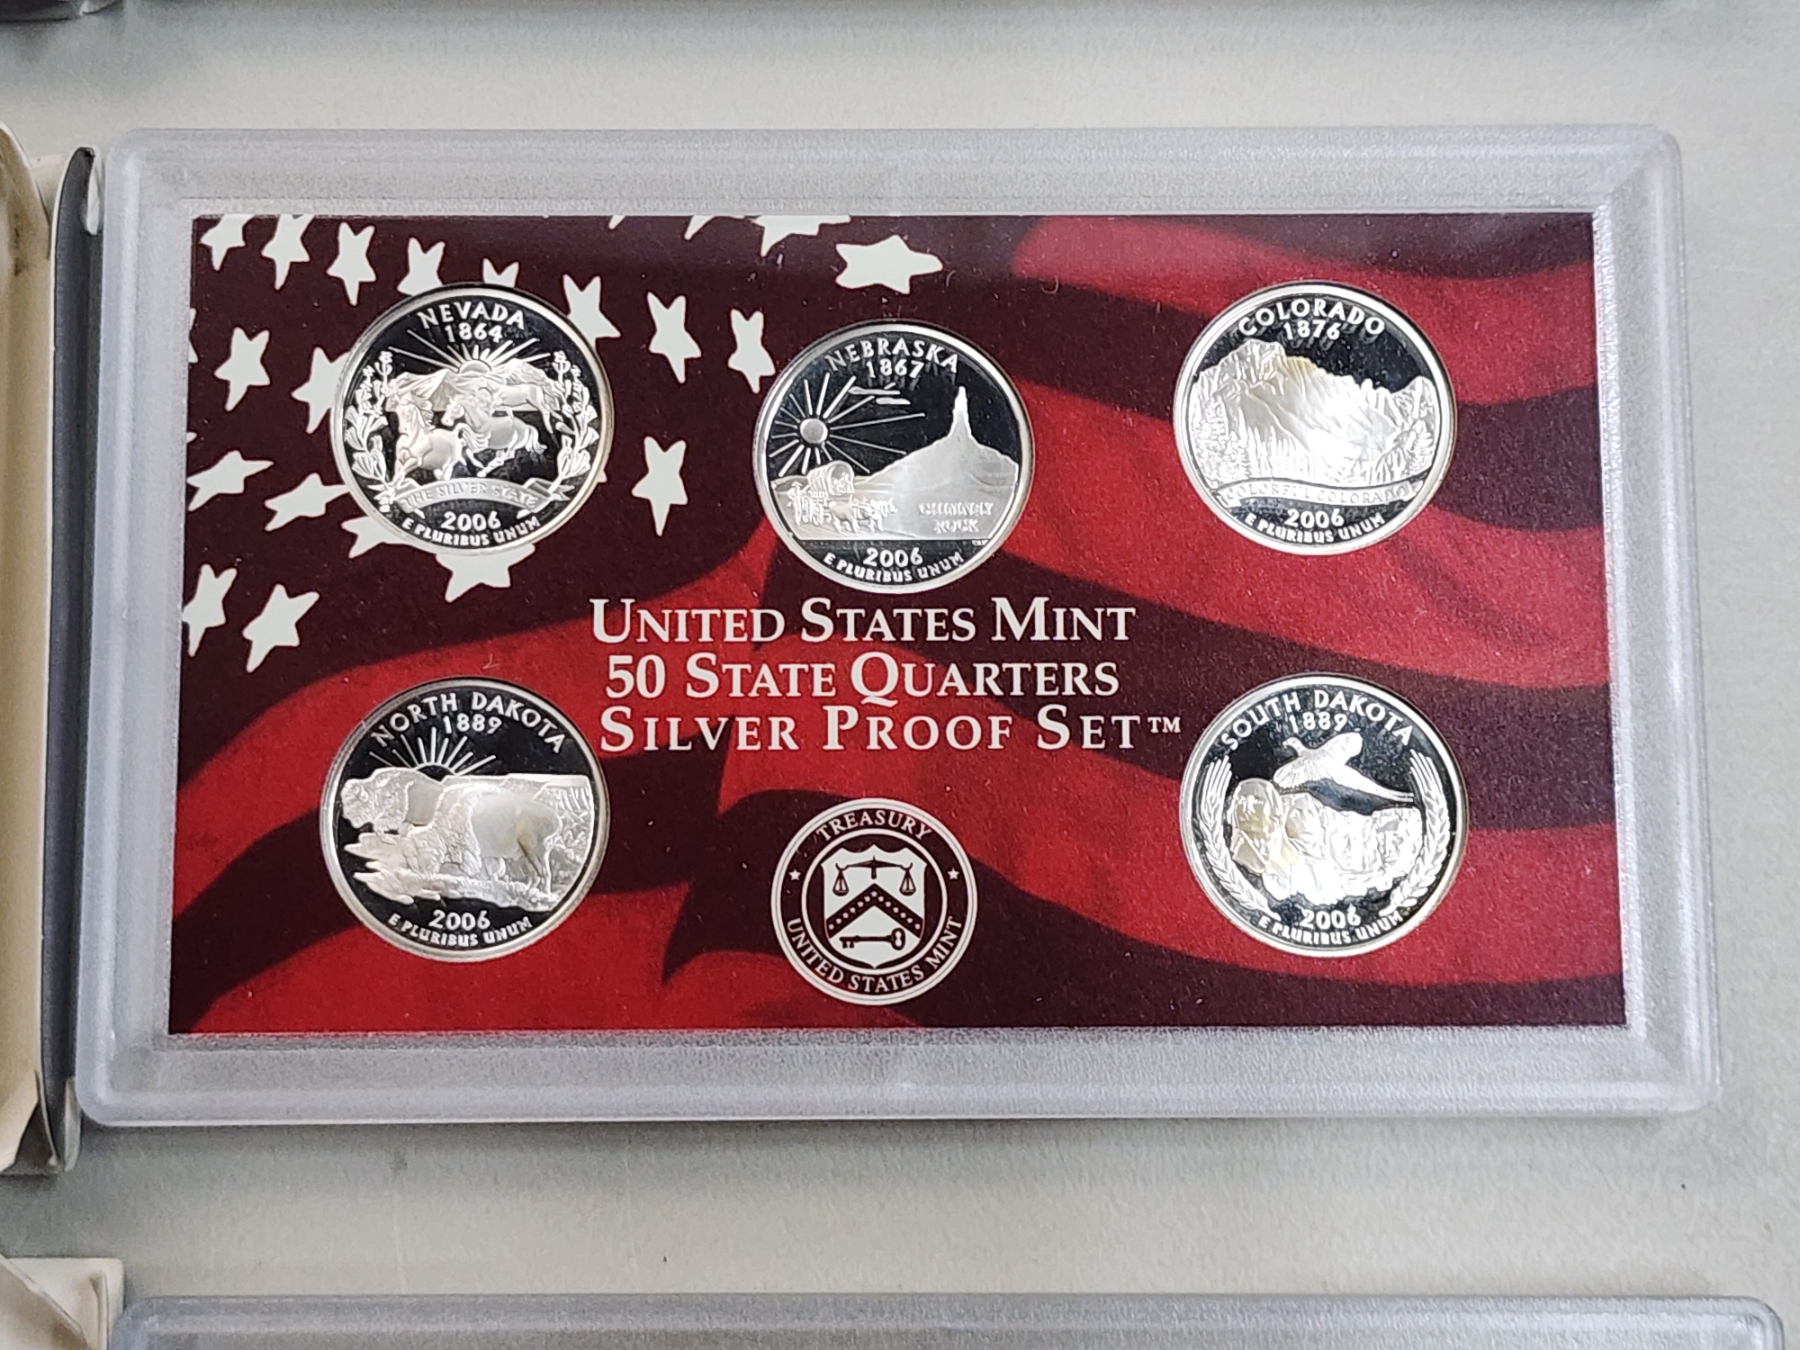 NEVADA
1864
THE SILVER STATE
2006
E PLURIBUS UNUM
NEBRASKA
1867
CHIMNEY
ROCK
2006
E PLURIBUS UNUM
COLORADO
1876
COLORFUL COLORADO
2006
E PLURIBUS UNUM
UNITED STATES MINT
50 STATE QUARTERS
SILVER PROOF SET™
NORTH DAKOTA
1889
2006
E PLURIBUS UNUM
TREASURY
UNITED STATES MINT
SOUTH DAKOTA
1889
2006
E PLURIBUS UNUM